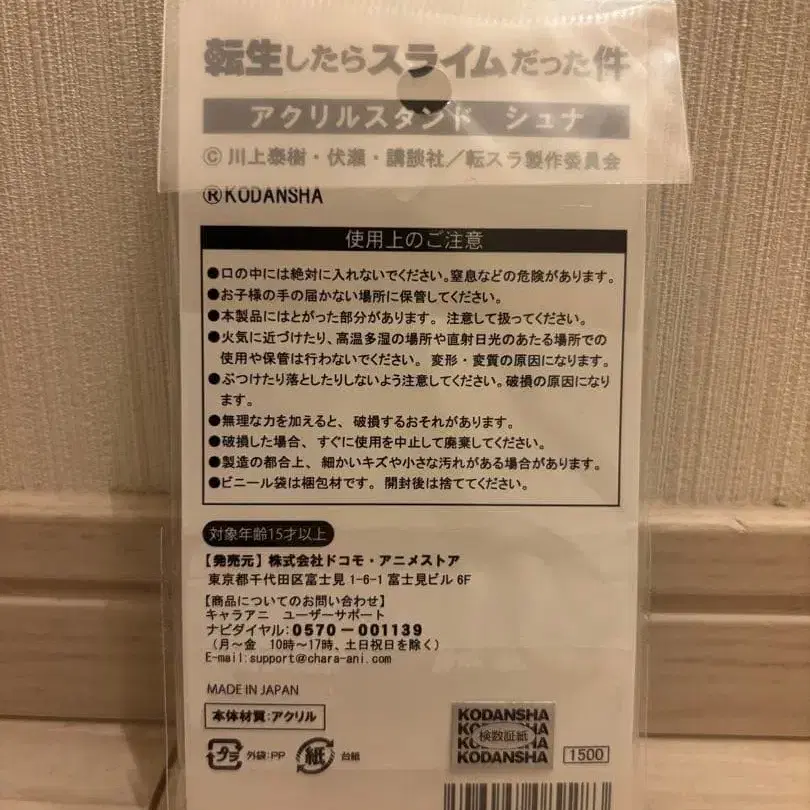 転生したらスライムだった件
アクリルスタンド シュナ
©川上泰樹・伏瀬・講談社／転スラ製作委員会
®KODANSHA
使用上のご注意
●口の中には絶対に入れないでください。窒息などの危険があります。
●お子様の手の届かない場所に保管してください。
●本製品にはとがった部分があります。注意して扱ってください。
●火気に近づけたり、高温多湿の場所や直射日光のあたる場所での
使用や保管は行わないでください。変形・変質の原因になります。
●ぶつけたり落としたりしないよう注意してください。破損の原因になり
ます。
●無理な力を加えると、破損するおそれがあります。
●破損した場合、すぐに使用を中止して廃棄してください。
●製造の都合上、細かいキズや小さな汚れがある場合があります。
●ビニール袋は梱包材です。開封後は捨ててください。
対象年齢15才以上
【発売元】株式会社ドコモ・アニメストア
東京都千代田区富士見 1-6-1 富士見ビル 6F
【商品についてのお問い合わせ】
キャラアニ ユーザーサポート
ナビダイヤル：0570－001139
（月～金 10時～17時、土日祝日を除く）
E-mail:support@chara-ani.com
MADE IN JAPAN
本体材質：アクリル
プラ 外袋：PP 紙 台紙
KODANSHA
検数証紙
KODANSHA
1500